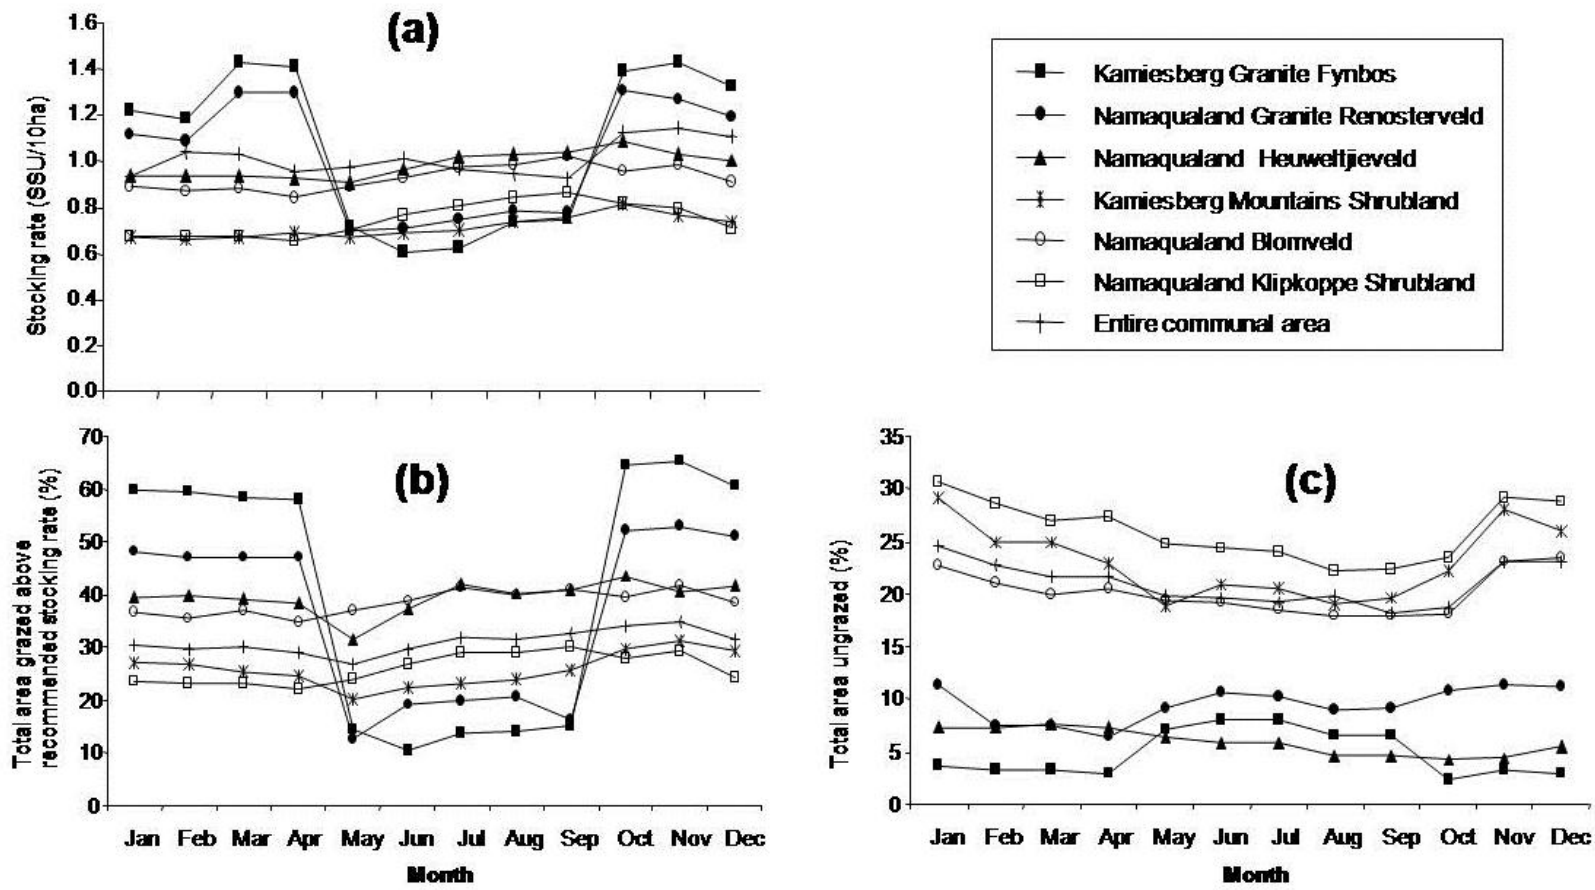 (a)
1.6
1.4
1.2
1.0
0.8
0.6
0.4
0.2
0.0
Stocking rate (SSU/10ha)
Kamiesberg Granite Fynbos
Namaqualand Granite Renosterveld
Namaqualand Heuweltjieveld
Kamiesberg Mountains Shrubland
Namaqualand Blomveld
Namaqualand Klipkoppe Shrubland
Entire communal area
(b)
70
60
50
40
30
20
10
0
Total area grazed above
recommended stocking rate (%)
Jan Feb Mar Apr May Jun Jul Aug Sep Oct Nov Dec
Month
(c)
35
30
25
20
15
10
5
0
Total area ungrazed (%)
Jan Feb Mar Apr May Jun Jul Aug Sep Oct Nov Dec
Month